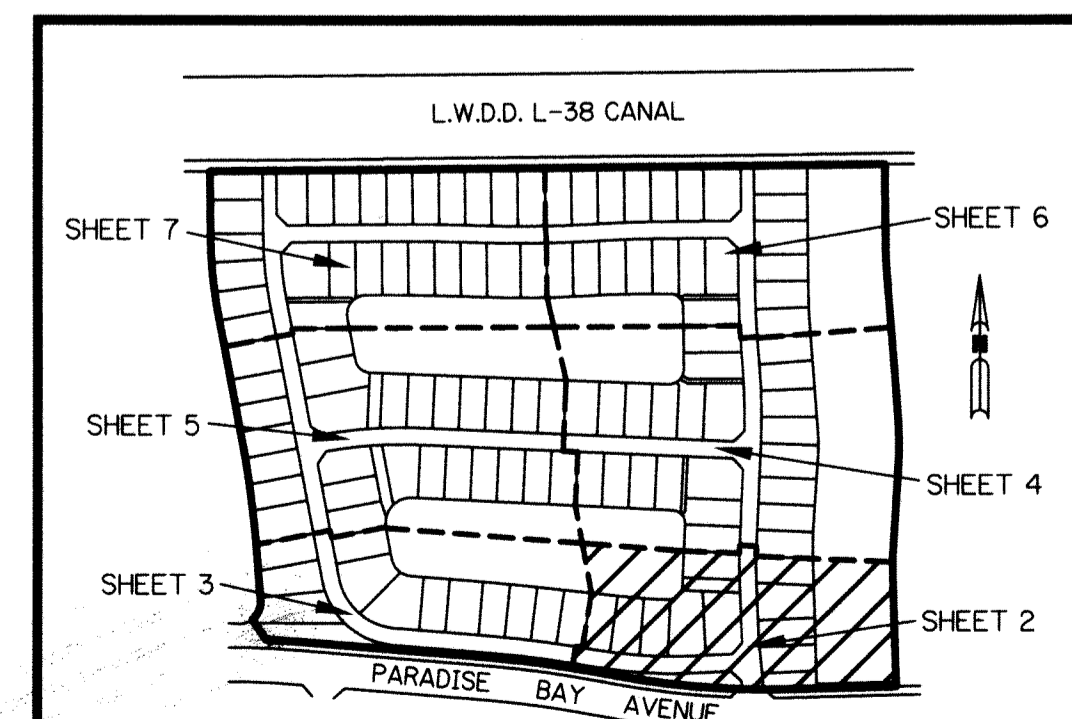 L.W.D.D. L-38 CANAL
SHEET 7
SHEET 6
SHEET 5
SHEET 4
SHEET 3
SHEET 2
PARADISE BAY AVENUE